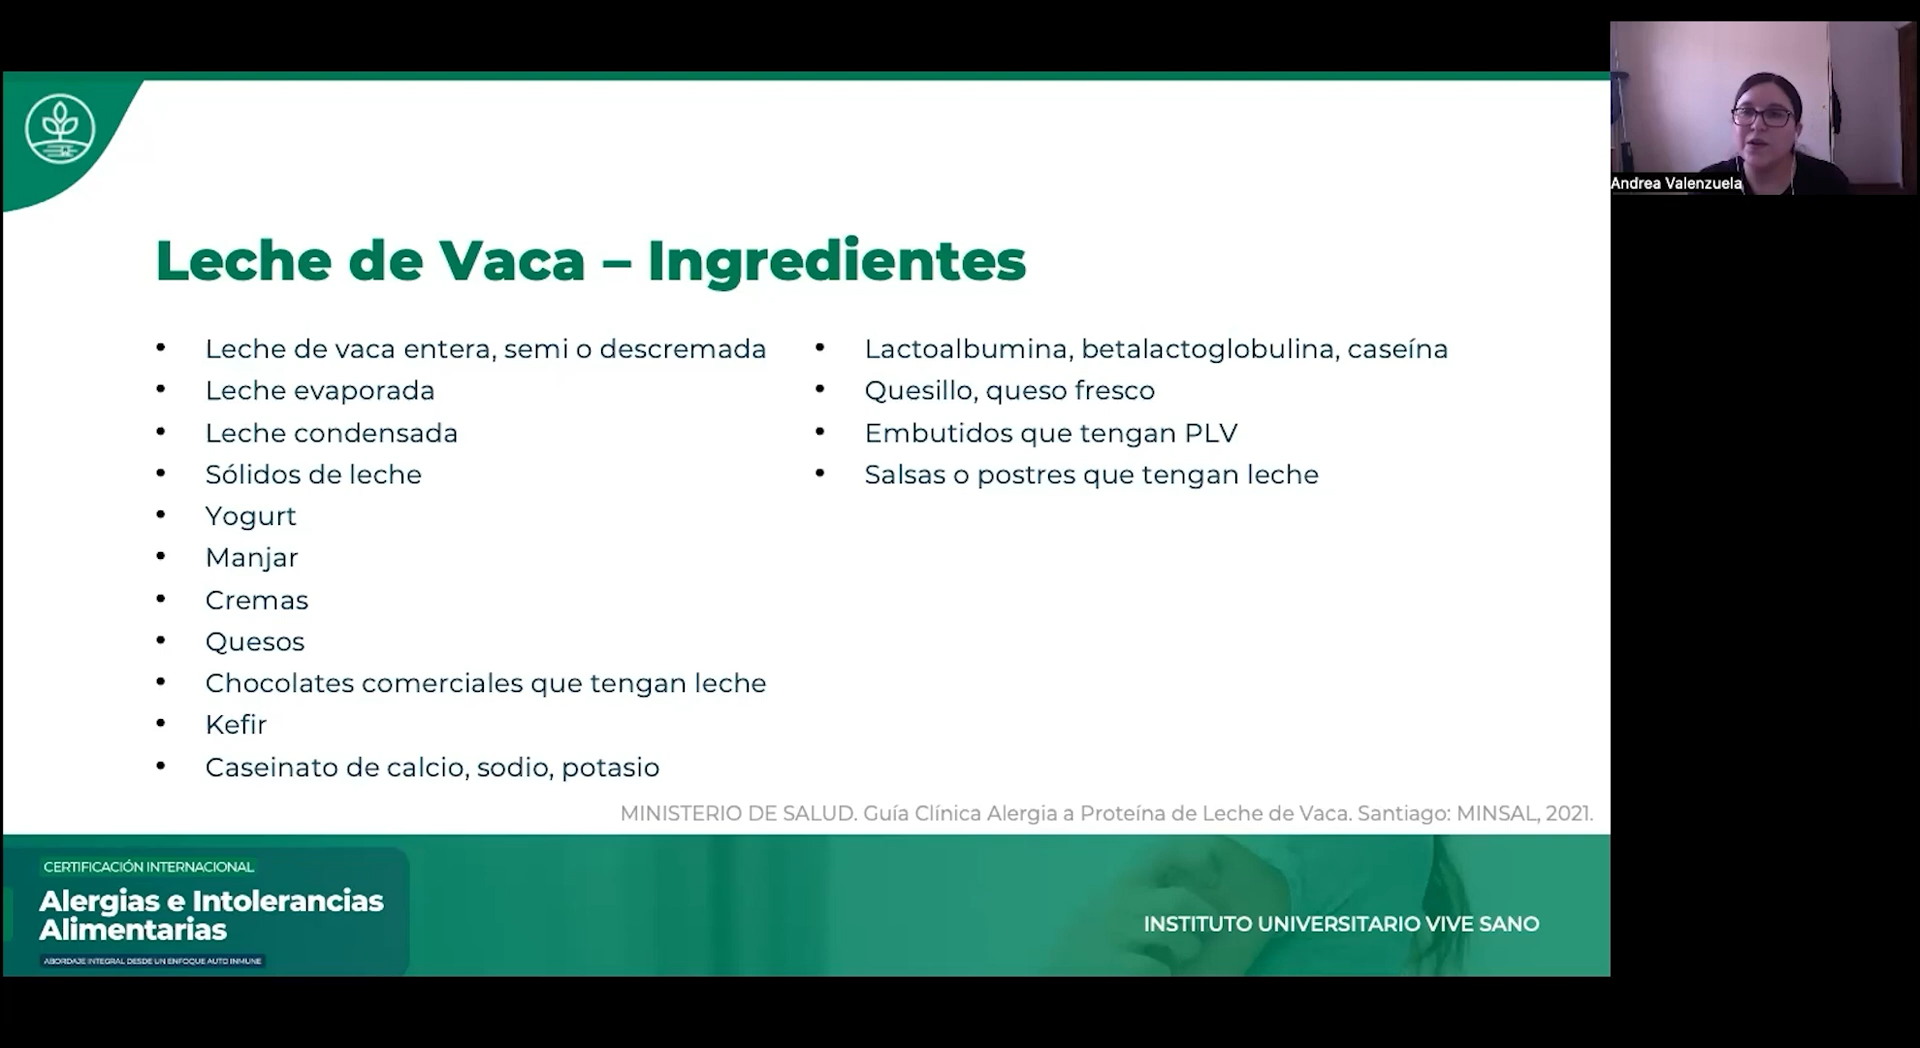 Andrea Valenzuela
Leche de Vaca – Ingredientes
• Leche de vaca entera, semi o descremada
• Leche evaporada
• Leche condensada
• Sólidos de leche
• Yogurt
• Manjar
• Cremas
• Quesos
• Chocolates comerciales que tengan leche
• Kefir
• Caseinato de calcio, sodio, potasio
• Lactoalbumina, betalactoglobulina, caseína
• Quesillo, queso fresco
• Embutidos que tengan PLV
• Salsas o postres que tengan leche
MINISTERIO DE SALUD. Guía Clínica Alergia a Proteína de Leche de Vaca. Santiago: MINSAL, 2021.
CERTIFICACIÓN INTERNACIONAL
Alergias e Intolerancias
Alimentarias
ABORDAJE INTEGRAL DESDE UN ENFOQUE AUTO INMUNE
INSTITUTO UNIVERSITARIO VIVE SANO